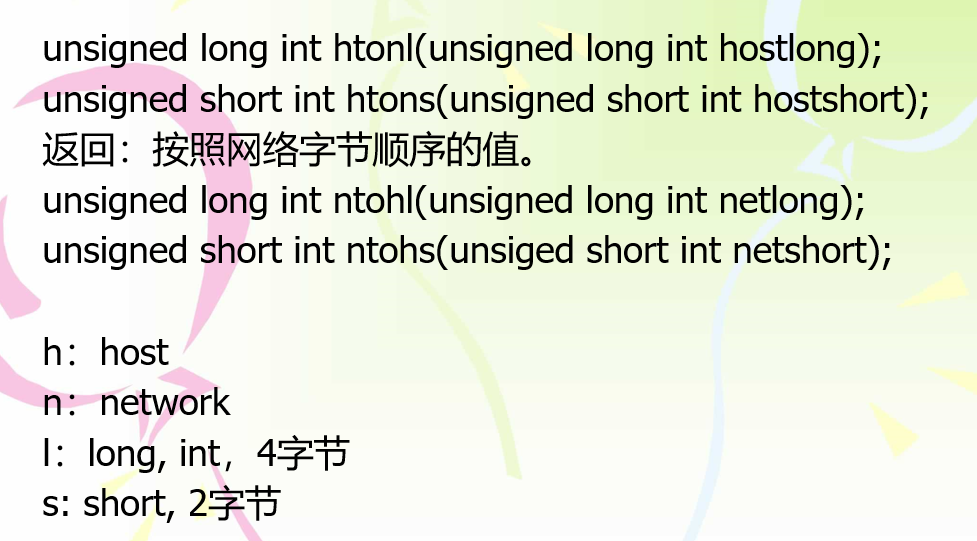 unsigned long int htonl(unsigned long int hostlong);
unsigned short int htons(unsigned short int hostshort);
返回：按照网络字节顺序的值。
unsigned long int ntohl(unsigned long int netlong);
unsigned short int ntohs(unsiged short int netshort);
h：host
n：network
l：long, int，4字节
s: short, 2字节